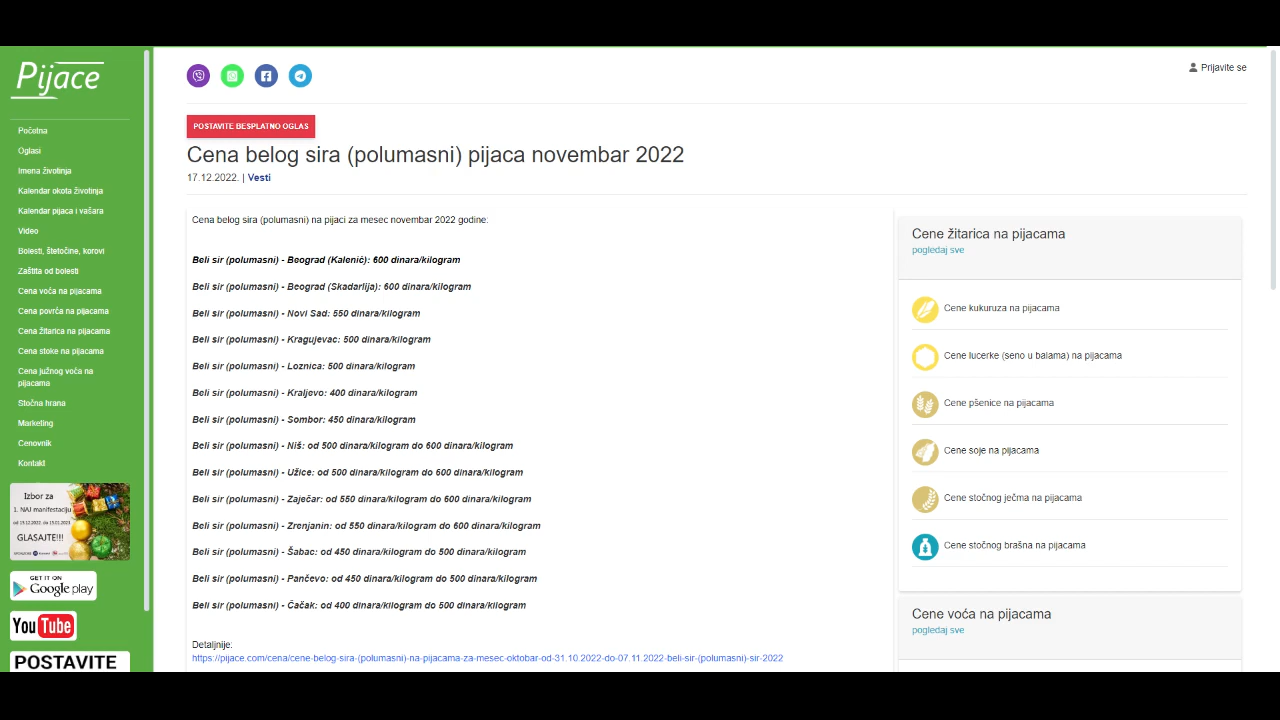 Pijace
Početna
Oglasi
Imena životinja
Kalendar okota životinja
Kalendar pijaca i vašara
Video
Bolesti, štetočine, korovi
Zaštita od bolesti
Cena voća na pijacama
Cena povrća na pijacama
Cena žitarica na pijacama
Cena stoke na pijacama
Cena južnog voća na
pijacama
Stočna hrana
Marketing
Cenovnik
Kontakt
Izbor za
1. NAJ manifestaciju
od 15.12.2022. do 15.01.2023.
GLASAJTE!!!
GET IT ON
Google play
YouTube
POSTAVITE
Prijavite se
POSTAVITE BESPLATNO OGLAS
Cena belog sira (polumasni) pijaca novembar 2022
17.12.2022. | Vesti
Cena belog sira (polumasni) na pijaci za mesec novembar 2022 godine:
Beli sir (polumasni) - Beograd (Kalenić): 600 dinara/kilogram
Beli sir (polumasni) - Beograd (Skadarlija): 600 dinara/kilogram
Beli sir (polumasni) - Novi Sad: 550 dinara/kilogram
Beli sir (polumasni) - Kragujevac: 500 dinara/kilogram
Beli sir (polumasni) - Loznica: 500 dinara/kilogram
Beli sir (polumasni) - Kraljevo: 400 dinara/kilogram
Beli sir (polumasni) - Sombor: 450 dinara/kilogram
Beli sir (polumasni) - Niš: od 500 dinara/kilogram do 600 dinara/kilogram
Beli sir (polumasni) - Užice: od 500 dinara/kilogram do 600 dinara/kilogram
Beli sir (polumasni) - Zaječar: od 550 dinara/kilogram do 600 dinara/kilogram
Beli sir (polumasni) - Zrenjanin: od 550 dinara/kilogram do 600 dinara/kilogram
Beli sir (polumasni) - Šabac: od 450 dinara/kilogram do 500 dinara/kilogram
Beli sir (polumasni) - Pančevo: od 450 dinara/kilogram do 500 dinara/kilogram
Beli sir (polumasni) - Čačak: od 400 dinara/kilogram do 500 dinara/kilogram
Detaljnije:
https://pijace.com/cena/cene-belog-sira-(polumasni)-na-pijacama-za-mesec-oktobar-od-31.10.2022-do-07.11.2022-beli-sir-(polumasni)-sir-2022
Cene žitarica na pijacama
pogledaj sve
Cene kukuruza na pijacama
Cene lucerke (seno u balama) na pijacama
Cene pšenice na pijacama
Cene soje na pijacama
Cene stočnog ječma na pijacama
Cene stočnog brašna na pijacama
Cene voća na pijacama
pogledaj sve